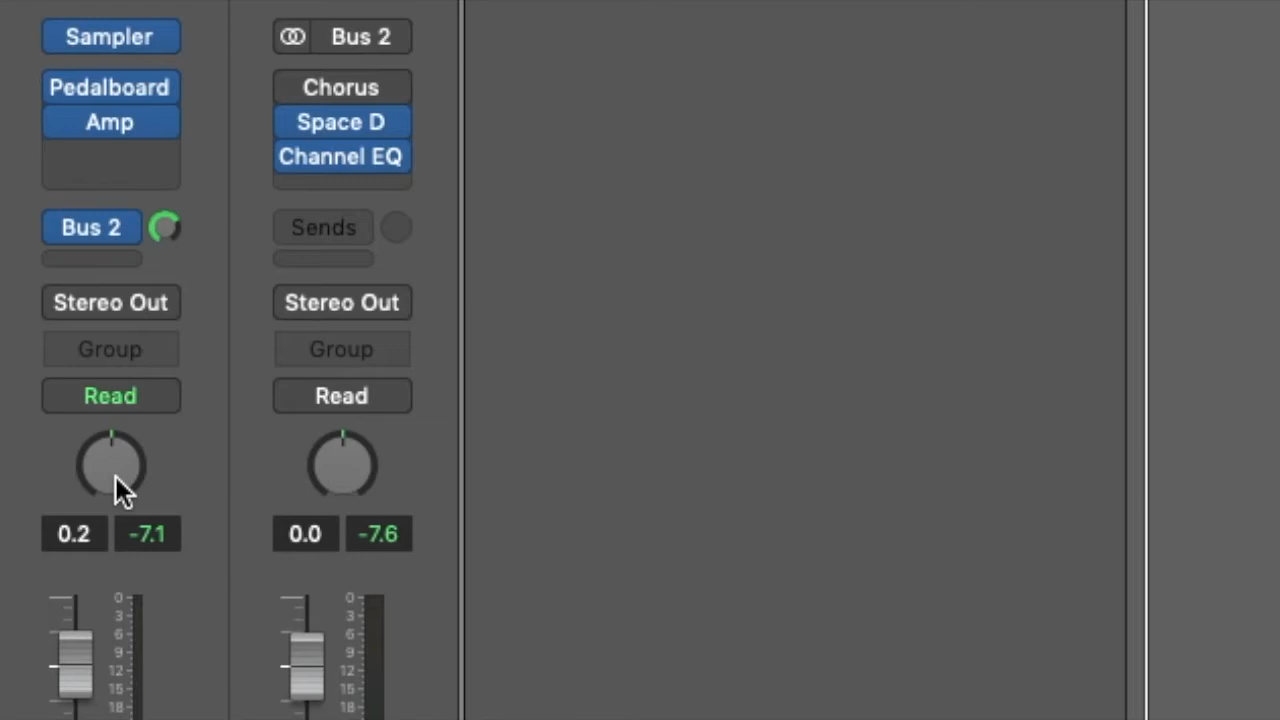 Sampler
Pedalboard
Amp
Bus 2
Stereo Out
Group
Read
0.2 -7.1
0
3
6
9
12
15
18
Bus 2
Chorus
Space D
Channel EQ
Sends
Stereo Out
Group
Read
0.0 -7.6
0
3
6
9
12
15
18